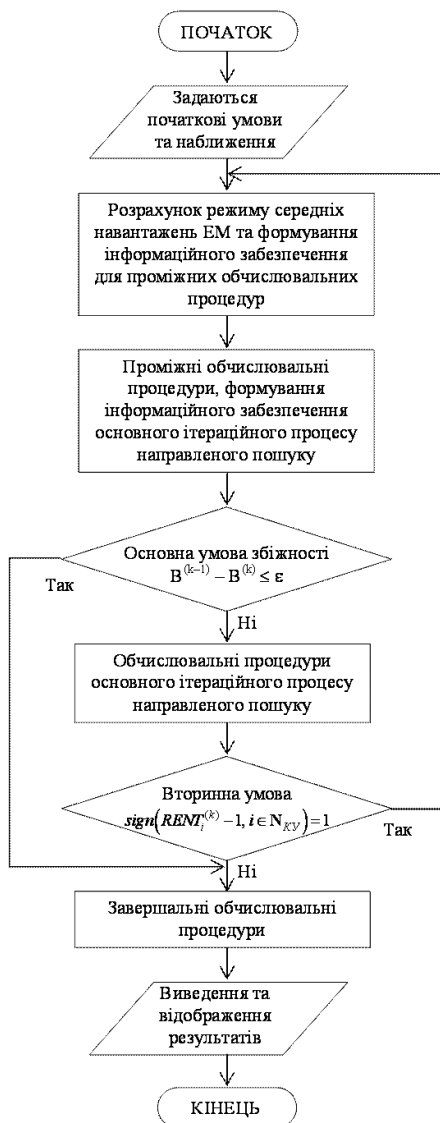 ПОЧАТОК
Задаються
початкові умови
та наближення
Розрахунок режиму середніх
навантажень ЕМ та формування
інформаційного забезпечення
для проміжних обчислювальних
процедур
Проміжні обчислювальні
процедури, формування
інформаційного забезпечення
основного ітераційного процесу
направленого пошуку
Основна умова збіжності
B^(k−1) − B^(k) ≤ ε
Так
Ні
Обчислювальні процедури
основного ітераційного процесу
направленого пошуку
Вторинна умова
sign(RENT_i^(k) − 1, i ∈ N_КУ) = 1
Так
Ні
Завершальні обчислювальні
процедури
Виведення та
відображення
результатів
КІНЕЦЬ